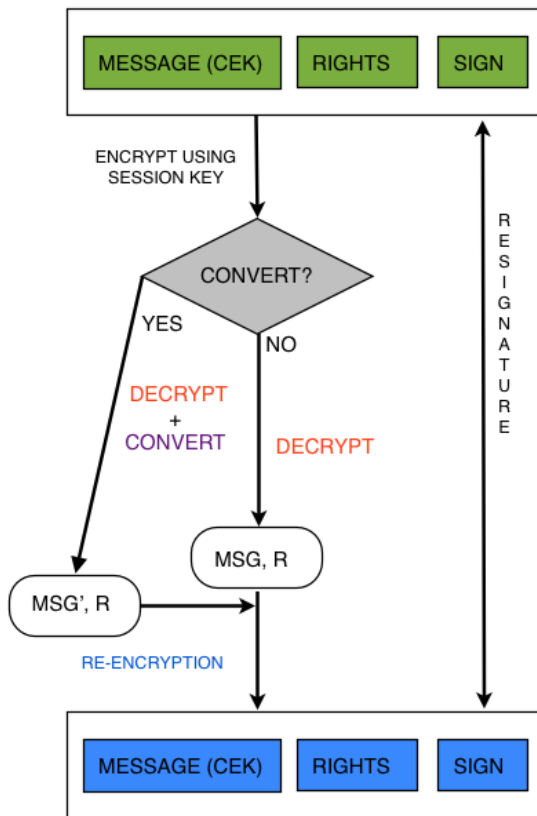 MESSAGE (CEK)
RIGHTS
SIGN
ENCRYPT USING
SESSION KEY
CONVERT?
YES
NO
DECRYPT
+
CONVERT
DECRYPT
RESIGNATURE
MSG, R
MSG', R
RE-ENCRYPTION
MESSAGE (CEK)
RIGHTS
SIGN